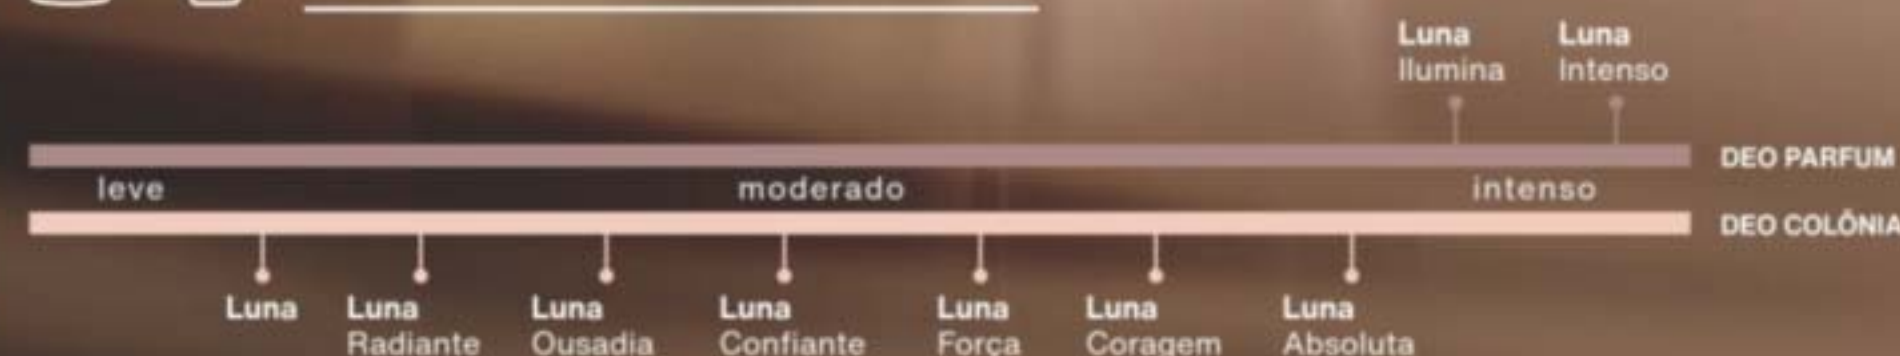 Luna Luna
Ilumina Intenso
DEO PARFUM
leve moderado intenso
DEO COLÔNIA
Luna Luna Luna Luna Luna Luna Luna
Radiante Ousadia Confiante Força Coragem Absoluta